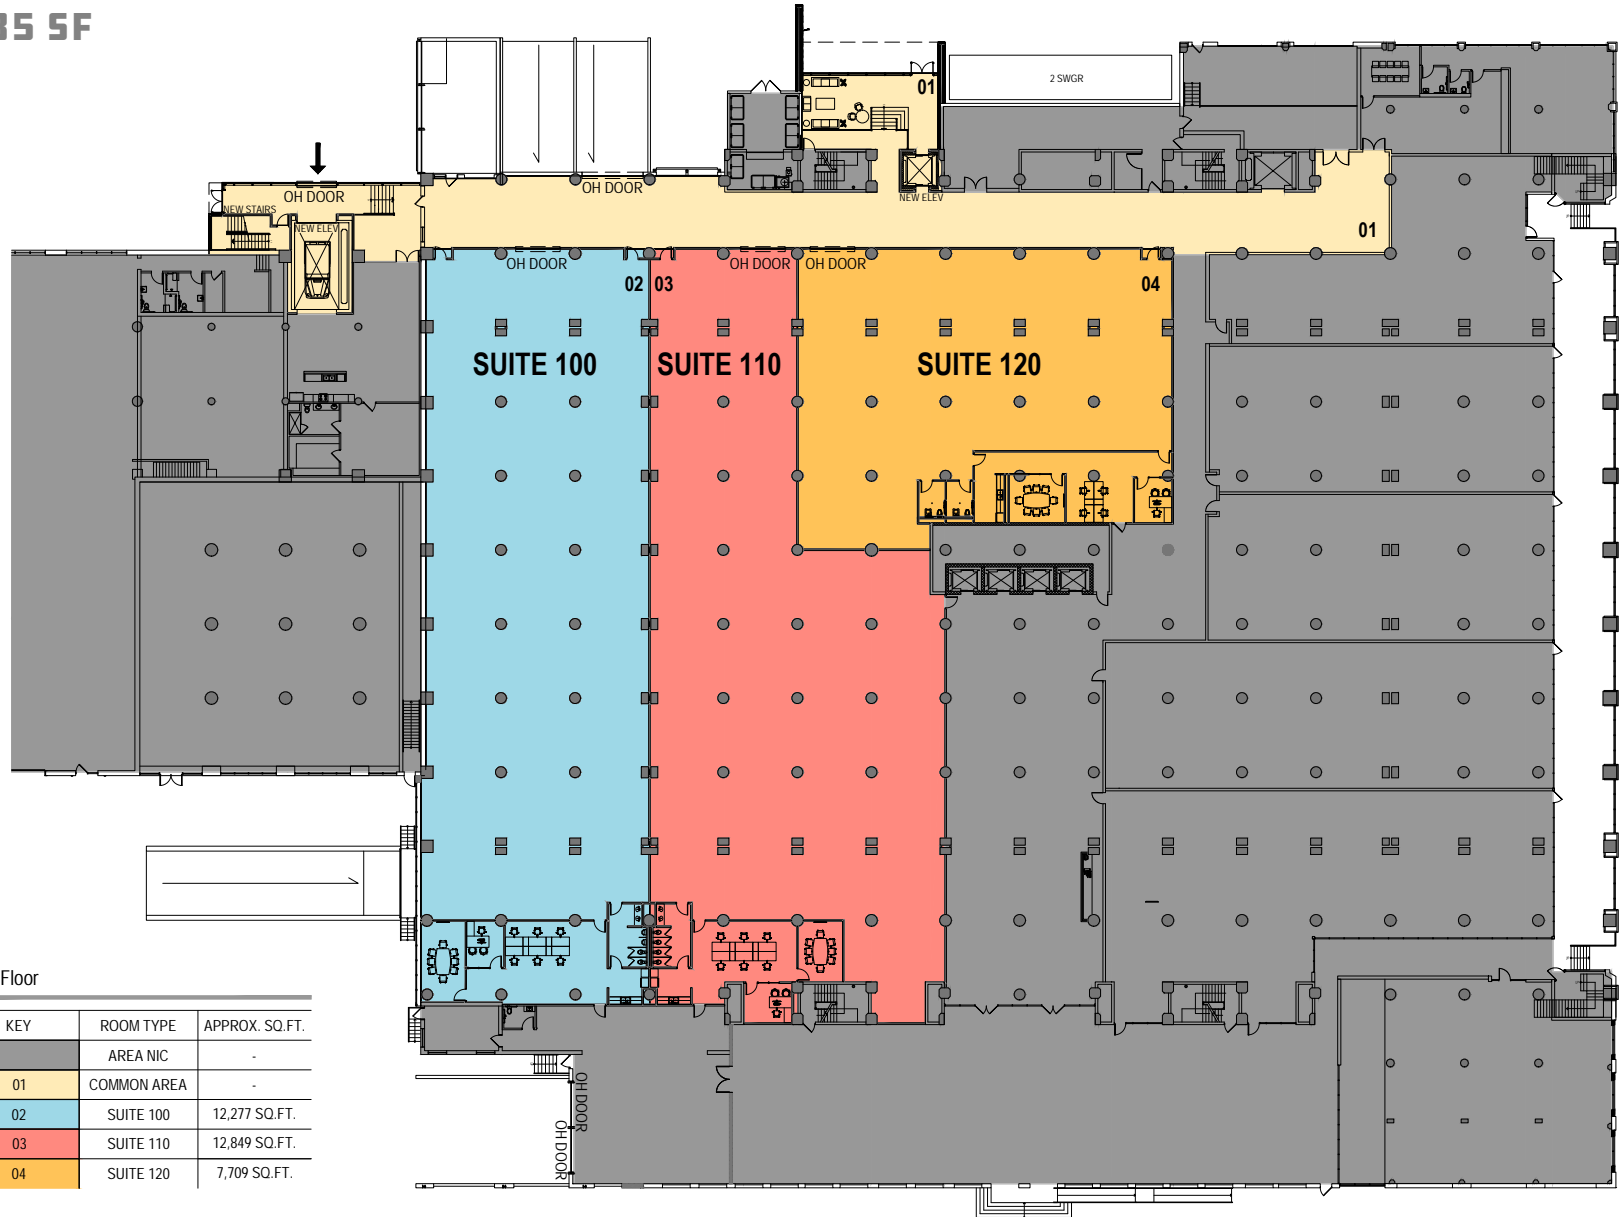 35 SF
2 SWGR
01
OH DOOR
OH DOOR
NEW STAIRS
NEW ELEV
NEW ELEV
01
OH DOOR
OH DOOR
OH DOOR
02
03
04
SUITE 100
SUITE 110
SUITE 120
Floor
KEY ROOM TYPE APPROX. SQ.FT.
AREA NIC -
01 COMMON AREA -
02 SUITE 100 12,277 SQ.FT.
03 SUITE 110 12,849 SQ.FT.
04 SUITE 120 7,709 SQ.FT.
OH DOOR
OH DOOR